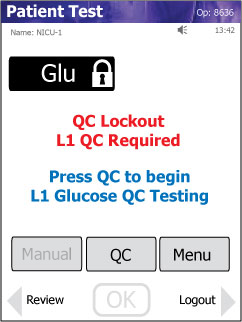 Patient Test Op: 8636
Name: NICU-1 13:42
Glu
QC Lockout
L1 QC Required
Press QC to begin
L1 Glucose QC Testing
Manual QC Menu
Review OK Logout